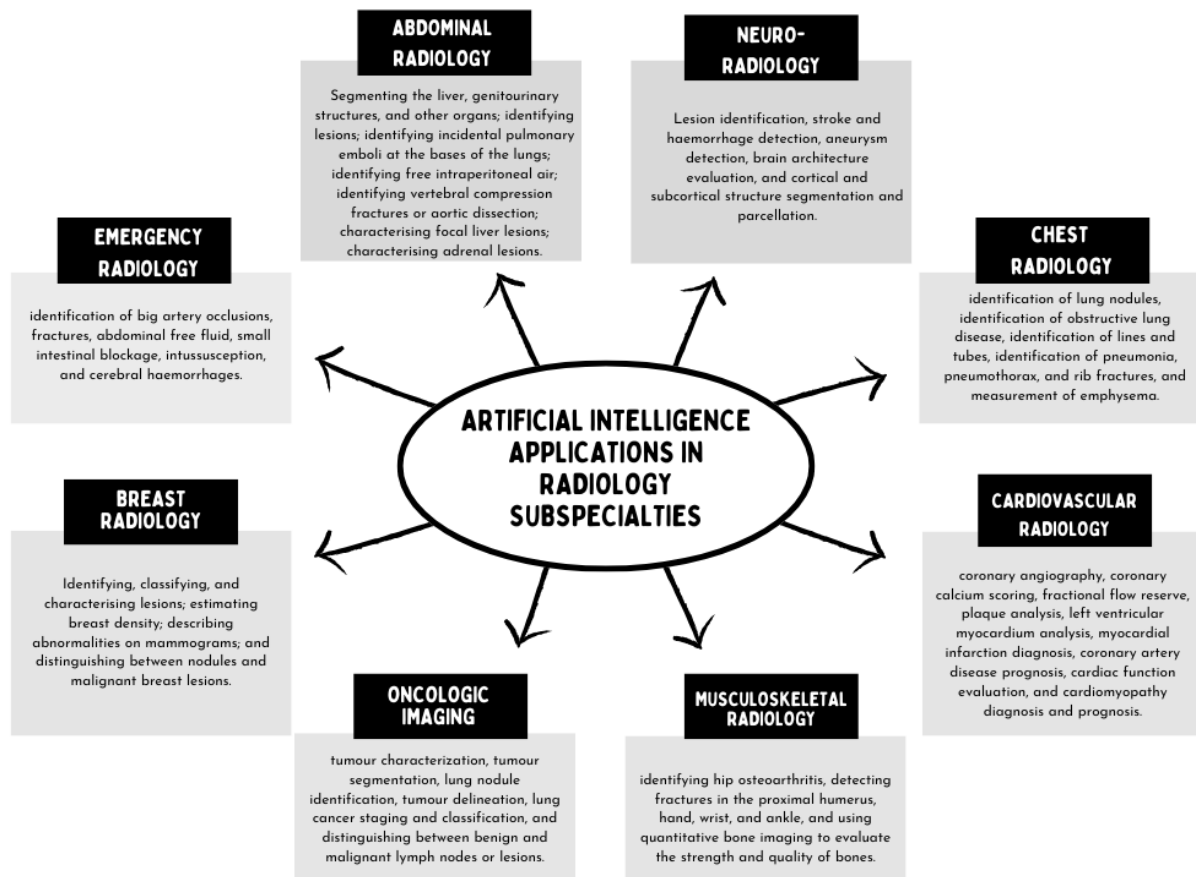 ABDOMINAL
RADIOLOGY
Segmenting the liver, genitourinary
structures, and other organs; identifying
lesions; identifying incidental pulmonary
emboli at the bases of the lungs;
identifying free intraperitoneal air;
identifying vertebral compression
fractures or aortic dissection;
characterising focal liver lesions;
characterising adrenal lesions.
NEURO-
RADIOLOGY
Lesion identification, stroke and
haemorrhage detection, aneurysm
detection, brain architecture
evaluation, and cortical and
subcortical structure segmentation and
parcellation.
EMERGENCY
RADIOLOGY
identification of big artery occlusions,
fractures, abdominal free fluid, small
intestinal blockage, intussusception,
and cerebral haemorrhages.
CHEST
RADIOLOGY
identification of lung nodules,
identification of obstructive lung
disease, identification of lines and
tubes, identification of pneumonia,
pneumothorax, and rib fractures, and
measurement of emphysema.
ARTIFICIAL INTELLIGENCE
APPLICATIONS IN
RADIOLOGY
SUBSPECIALTIES
BREAST
RADIOLOGY
Identifying, classifying, and
characterising lesions; estimating
breast density; describing
abnormalities on mammograms; and
distinguishing between nodules and
malignant breast lesions.
CARDIOVASCULAR
RADIOLOGY
coronary angiography, coronary
calcium scoring, fractional flow reserve,
plaque analysis, left ventricular
myocardium analysis, myocardial
infarction diagnosis, coronary artery
disease prognosis, cardiac function
evaluation, and cardiomyopathy
diagnosis and prognosis.
ONCOLOGIC
IMAGING
tumour characterization, tumour
segmentation, lung nodule
identification, tumour delineation, lung
cancer staging and classification, and
distinguishing between benign and
malignant lymph nodes or lesions.
MUSCULOSKELETAL
RADIOLOGY
identifying hip osteoarthritis, detecting
fractures in the proximal humerus,
hand, wrist, and ankle, and using
quantitative bone imaging to evaluate
the strength and quality of bones.